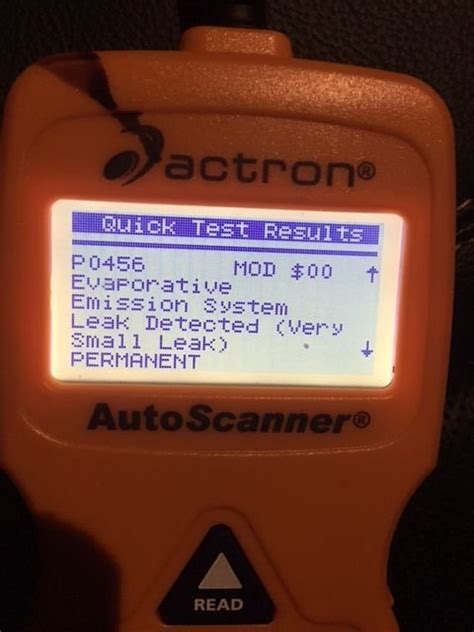 actron®
Quick Test Results
P0456 MOD $00
Evaporative
Emission System
Leak Detected (Very
Small Leak)
PERMANENT
AutoScanner®
READ